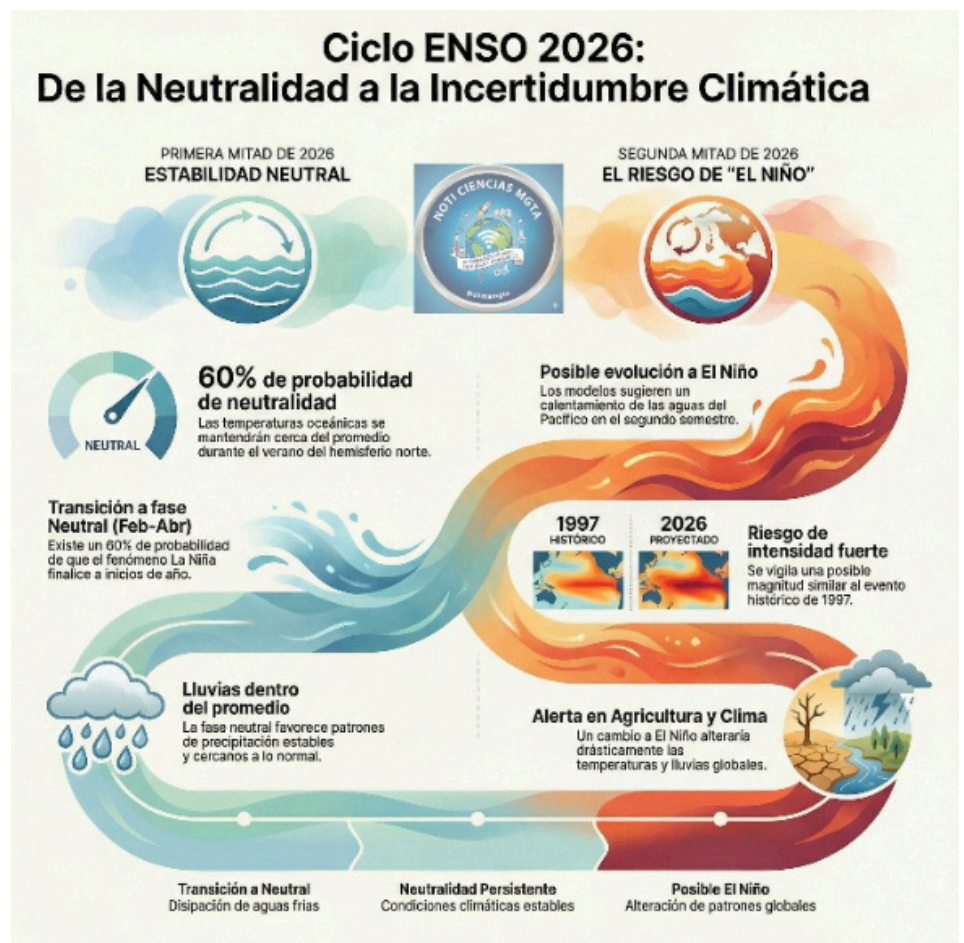 Ciclo ENSO 2026:
De la Neutralidad a la Incertidumbre Climática
PRIMERA MITAD DE 2026
ESTABILIDAD NEUTRAL
NOTI CIENCIAS MGTA
SEGUNDA MITAD DE 2026
EL RIESGO DE "EL NIÑO"
NEUTRAL
60% de probabilidad
de neutralidad
Las temperaturas oceánicas se
mantendrán cerca del promedio
durante el verano del hemisferio norte.
Posible evolución a El Niño
Los modelos sugieren un
calentamiento de las aguas del
Pacífico en el segundo semestre.
Transición a fase
Neutral (Feb-Abr)
Existe un 60% de probabilidad
de que el fenómeno La Niña
finalice a inicios de año.
1997
HISTÓRICO
2026
PROYECTADO
Riesgo de
intensidad fuerte
Se vigila una posible
magnitud similar al evento
histórico de 1997.
Lluvias dentro
del promedio
La fase neutral favorece patrones
de precipitación estables
y cercanos a lo normal.
Alerta en Agricultura y Clima
Un cambio a El Niño alteraría
drásticamente las
temperaturas y lluvias globales.
Transición a Neutral
Disipación de aguas frias
Neutralidad Persistente
Condiciones climáticas estables
Posible El Niño
Alteración de patrones globales